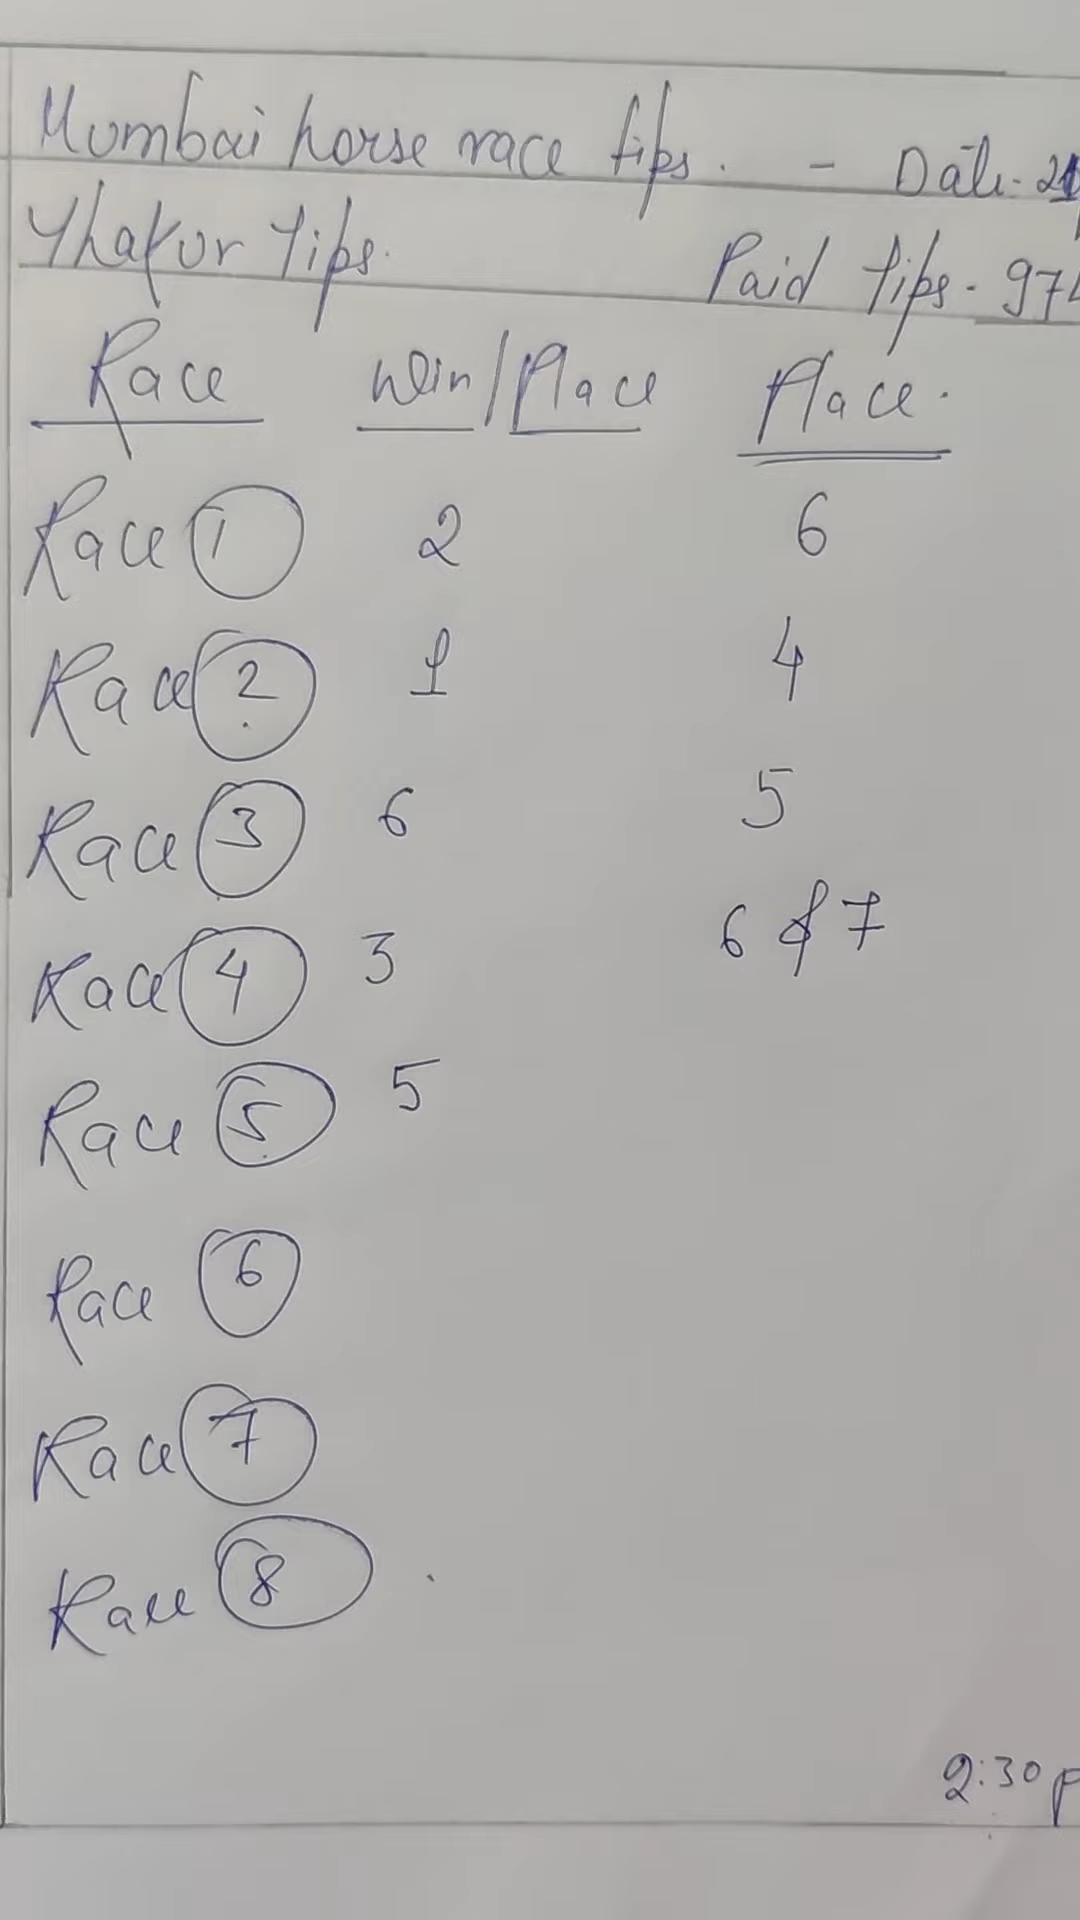 Mumbai horse race tips. - Date. 21
Thakur Tips. Paid tips. 974
Race Win/Place Place.
Race 1 2 6
Race 2 1 4
Race 3 6 5
Race 4 3 6 & 7
Race 5 5
Race 6
Race 7
Race 8
2:30 p